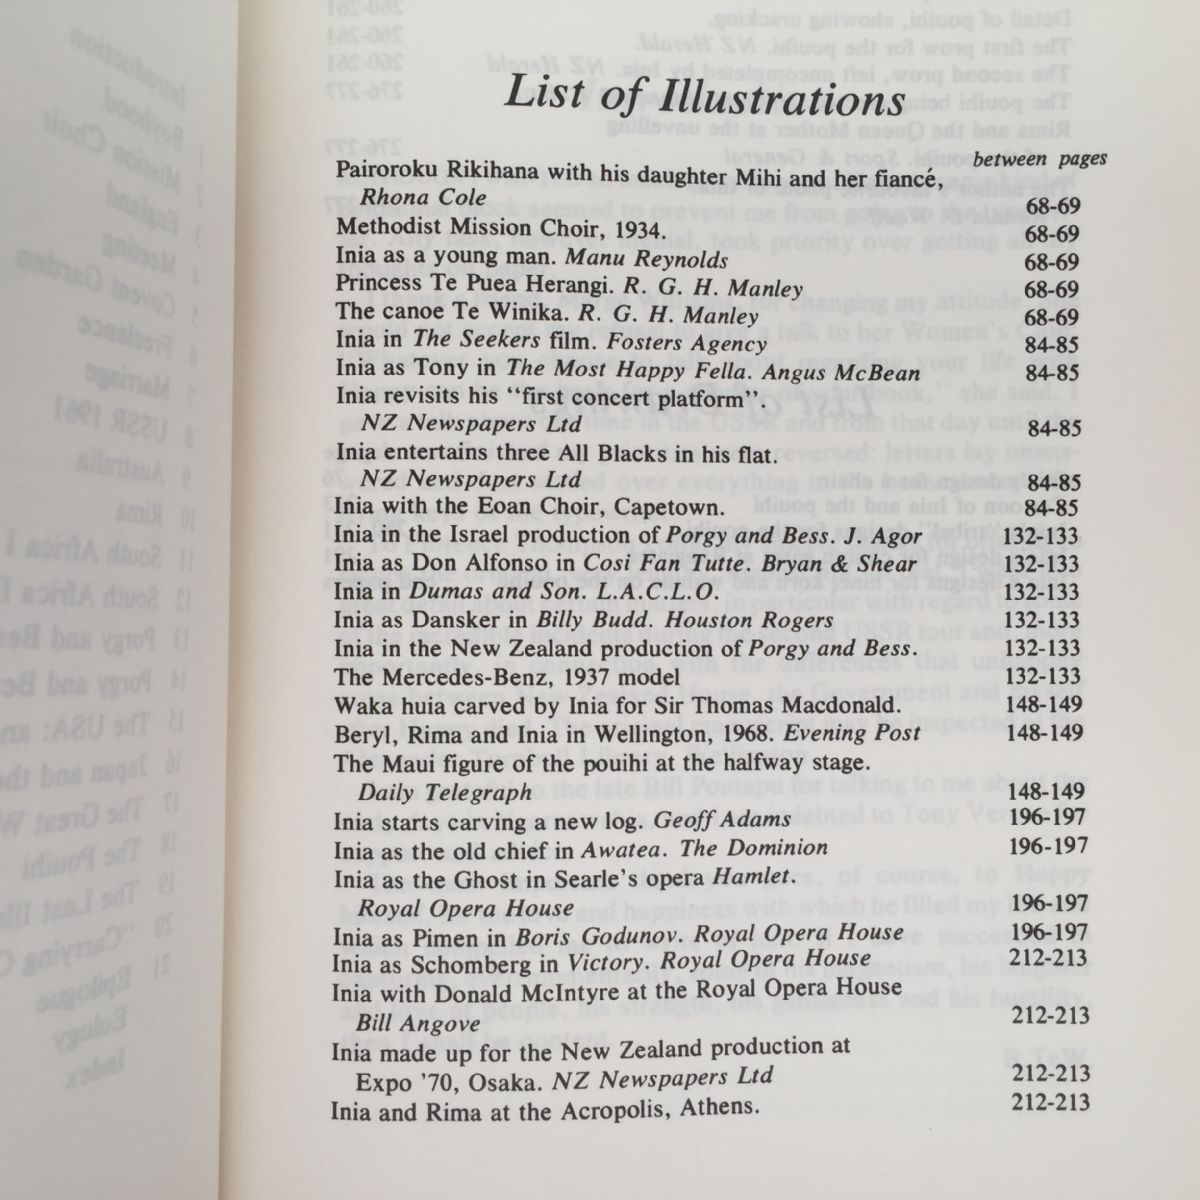 List of Illustrations
between pages
Pairoroku Rikihana with his daughter Mihi and her fiancé,
Rhona Cole 68-69
Methodist Mission Choir, 1934. 68-69
Inia as a young man. Manu Reynolds 68-69
Princess Te Puea Herangi. R. G. H. Manley 68-69
The canoe Te Winika. R. G. H. Manley 68-69
Inia in The Seekers film. Fosters Agency 84-85
Inia as Tony in The Most Happy Fella. Angus McBean 84-85
Inia revisits his "first concert platform".
NZ Newspapers Ltd 84-85
Inia entertains three All Blacks in his flat.
NZ Newspapers Ltd 84-85
Inia with the Eoan Choir, Capetown. 84-85
Inia in the Israel production of Porgy and Bess. J. Agor 132-133
Inia as Don Alfonso in Cosi Fan Tutte. Bryan & Shear 132-133
Inia in Dumas and Son. L.A.C.L.O. 132-133
Inia as Dansker in Billy Budd. Houston Rogers 132-133
Inia in the New Zealand production of Porgy and Bess. 132-133
The Mercedes-Benz, 1937 model 132-133
Waka huia carved by Inia for Sir Thomas Macdonald. 148-149
Beryl, Rima and Inia in Wellington, 1968. Evening Post 148-149
The Maui figure of the pouihi at the halfway stage.
Daily Telegraph 148-149
Inia starts carving a new log. Geoff Adams 196-197
Inia as the old chief in Awatea. The Dominion 196-197
Inia as the Ghost in Searle's opera Hamlet.
Royal Opera House 196-197
Inia as Pimen in Boris Godunov. Royal Opera House 196-197
Inia as Schomberg in Victory. Royal Opera House 212-213
Inia with Donald McIntyre at the Royal Opera House
Bill Angove 212-213
Inia made up for the New Zealand production at
Expo '70, Osaka. NZ Newspapers Ltd 212-213
Inia and Rima at the Acropolis, Athens. 212-213